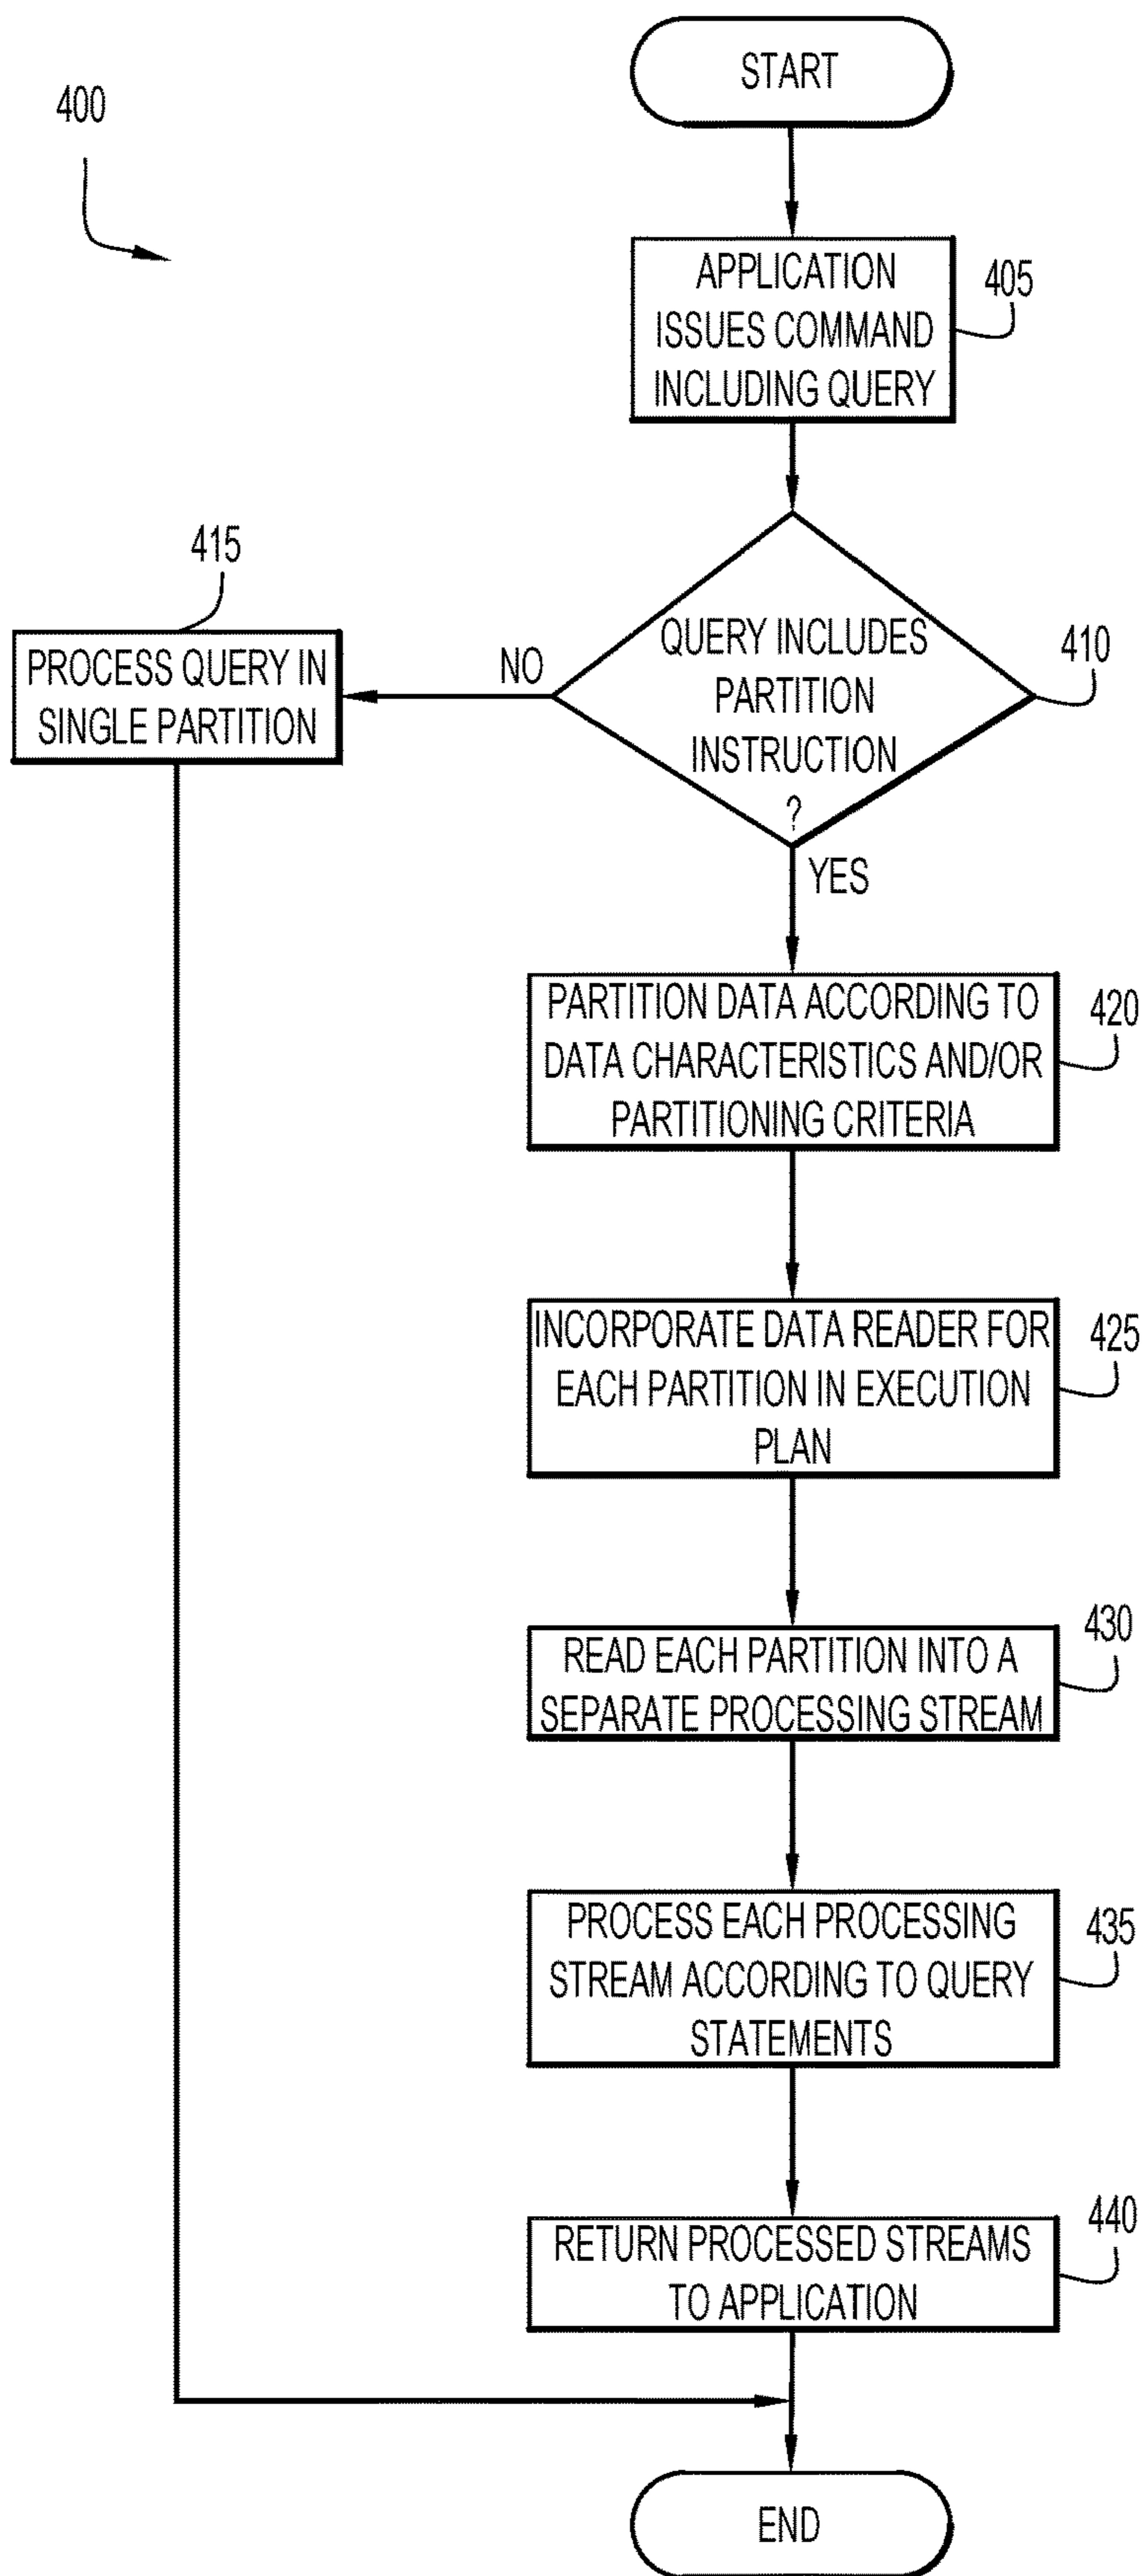 START
400
APPLICATION
ISSUES COMMAND
INCLUDING QUERY
405
415
PROCESS QUERY IN
SINGLE PARTITION
NO
QUERY INCLUDES
PARTITION
INSTRUCTION
?
410
YES
PARTITION DATA ACCORDING TO
DATA CHARACTERISTICS AND/OR
PARTITIONING CRITERIA
420
INCORPORATE DATA READER FOR
EACH PARTITION IN EXECUTION
PLAN
425
READ EACH PARTITION INTO A
SEPARATE PROCESSING STREAM
430
PROCESS EACH PROCESSING
STREAM ACCORDING TO QUERY
STATEMENTS
435
RETURN PROCESSED STREAMS
TO APPLICATION
440
END